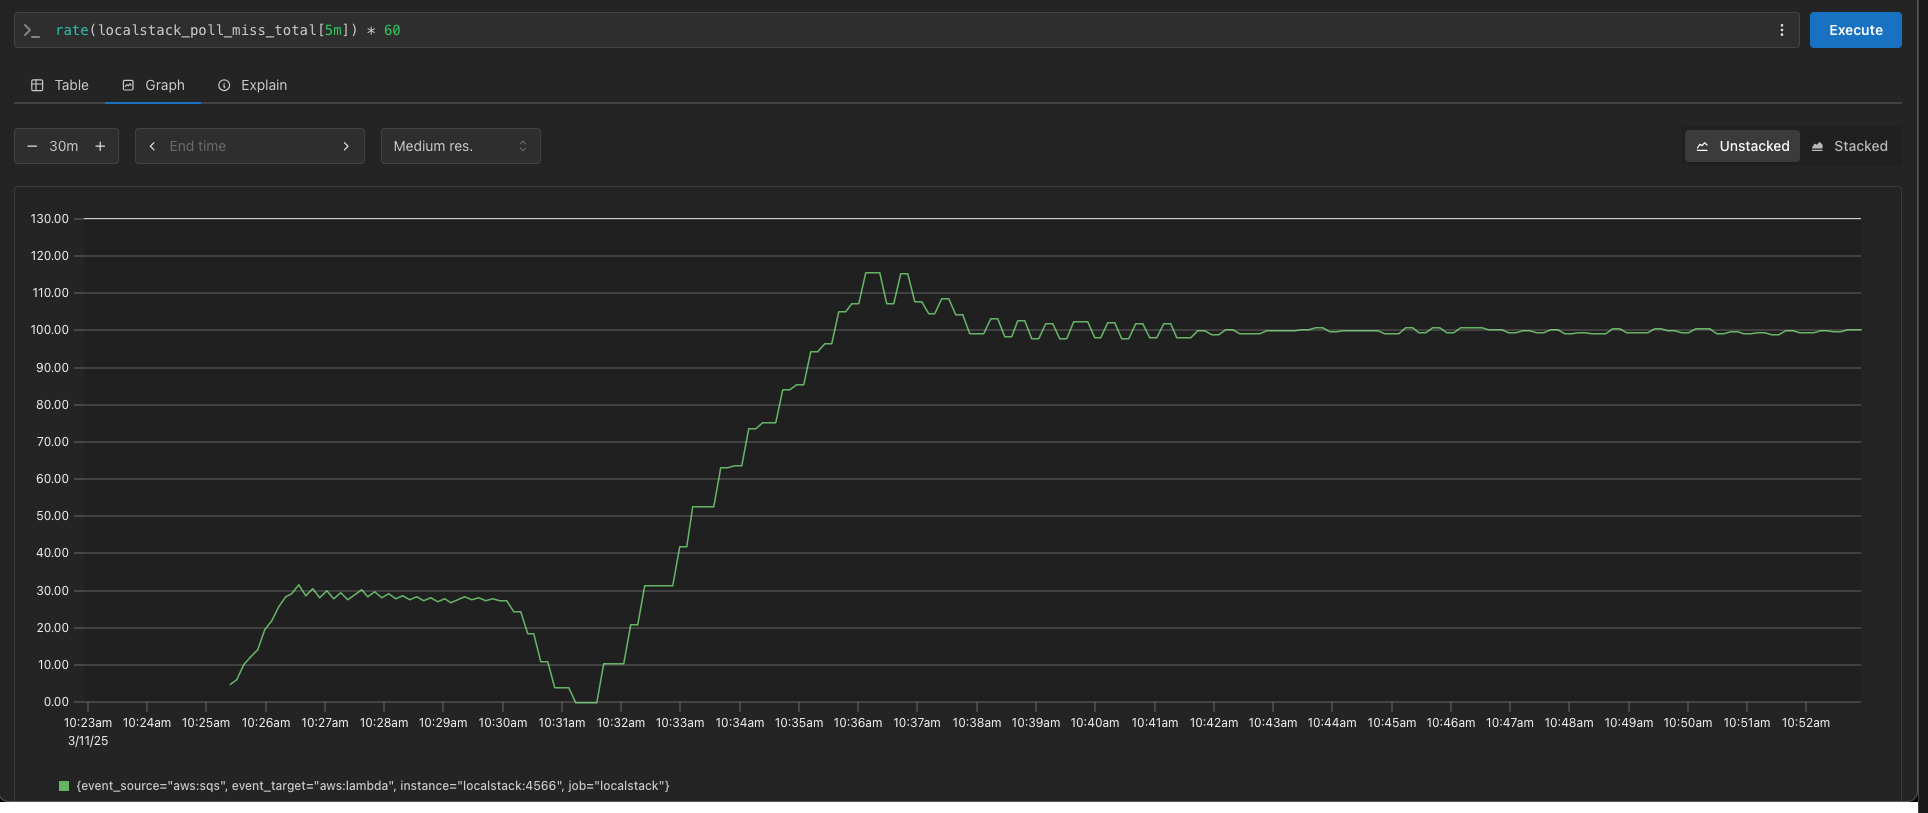 rate(localstack_poll_miss_total[5m]) * 60
Execute
Table Graph Explain
30m End time Medium res. Unstacked Stacked
130.00
120.00
110.00
100.00
90.00
80.00
70.00
60.00
50.00
40.00
30.00
20.00
10.00
0.00
10:23am 10:24am 10:25am 10:26am 10:27am 10:28am 10:29am 10:30am 10:31am 10:32am 10:33am 10:34am 10:35am 10:36am 10:37am 10:38am 10:39am 10:40am 10:41am 10:42am 10:43am 10:44am 10:45am 10:46am 10:47am 10:48am 10:49am 10:50am 10:51am 10:52am
3/11/25
{event_source="aws:sqs", event_target="aws:lambda", instance="localstack:4566", job="localstack"}